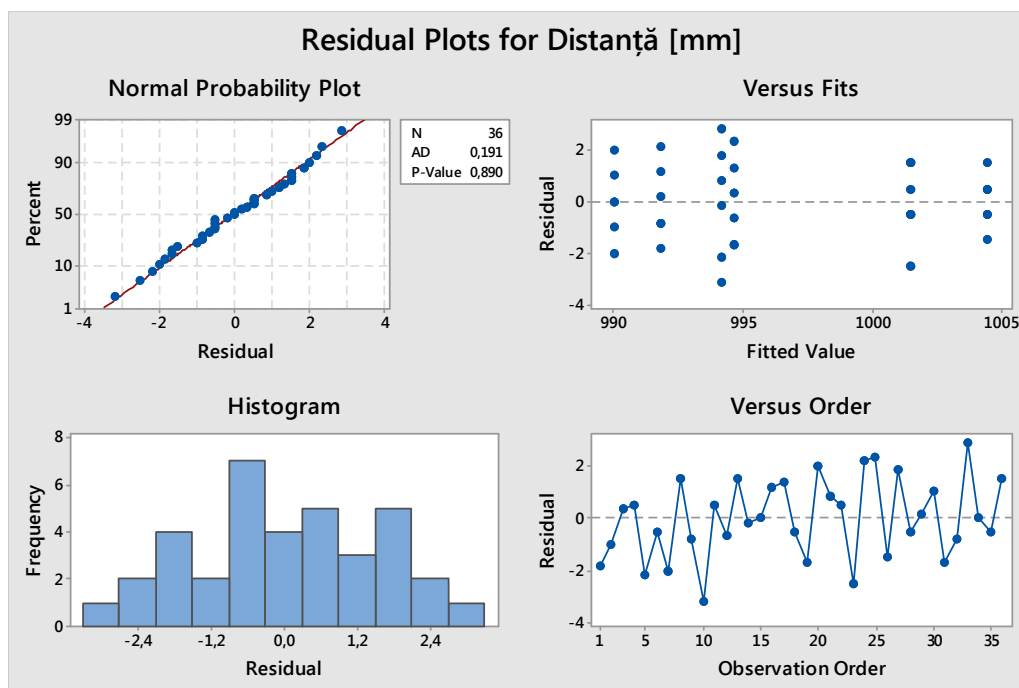 Residual Plots for Distanță [mm]
Normal Probability Plot
99
90
50
10
1
Percent
-4
-2
0
2
4
Residual
N 36
AD 0,191
P-Value 0,890
Versus Fits
2
0
-2
-4
Residual
990
995
1000
1005
Fitted Value
Histogram
8
6
4
2
0
Frequency
-2,4
-1,2
0,0
1,2
2,4
Residual
Versus Order
2
0
-2
-4
Residual
1
5
10
15
20
25
30
35
Observation Order